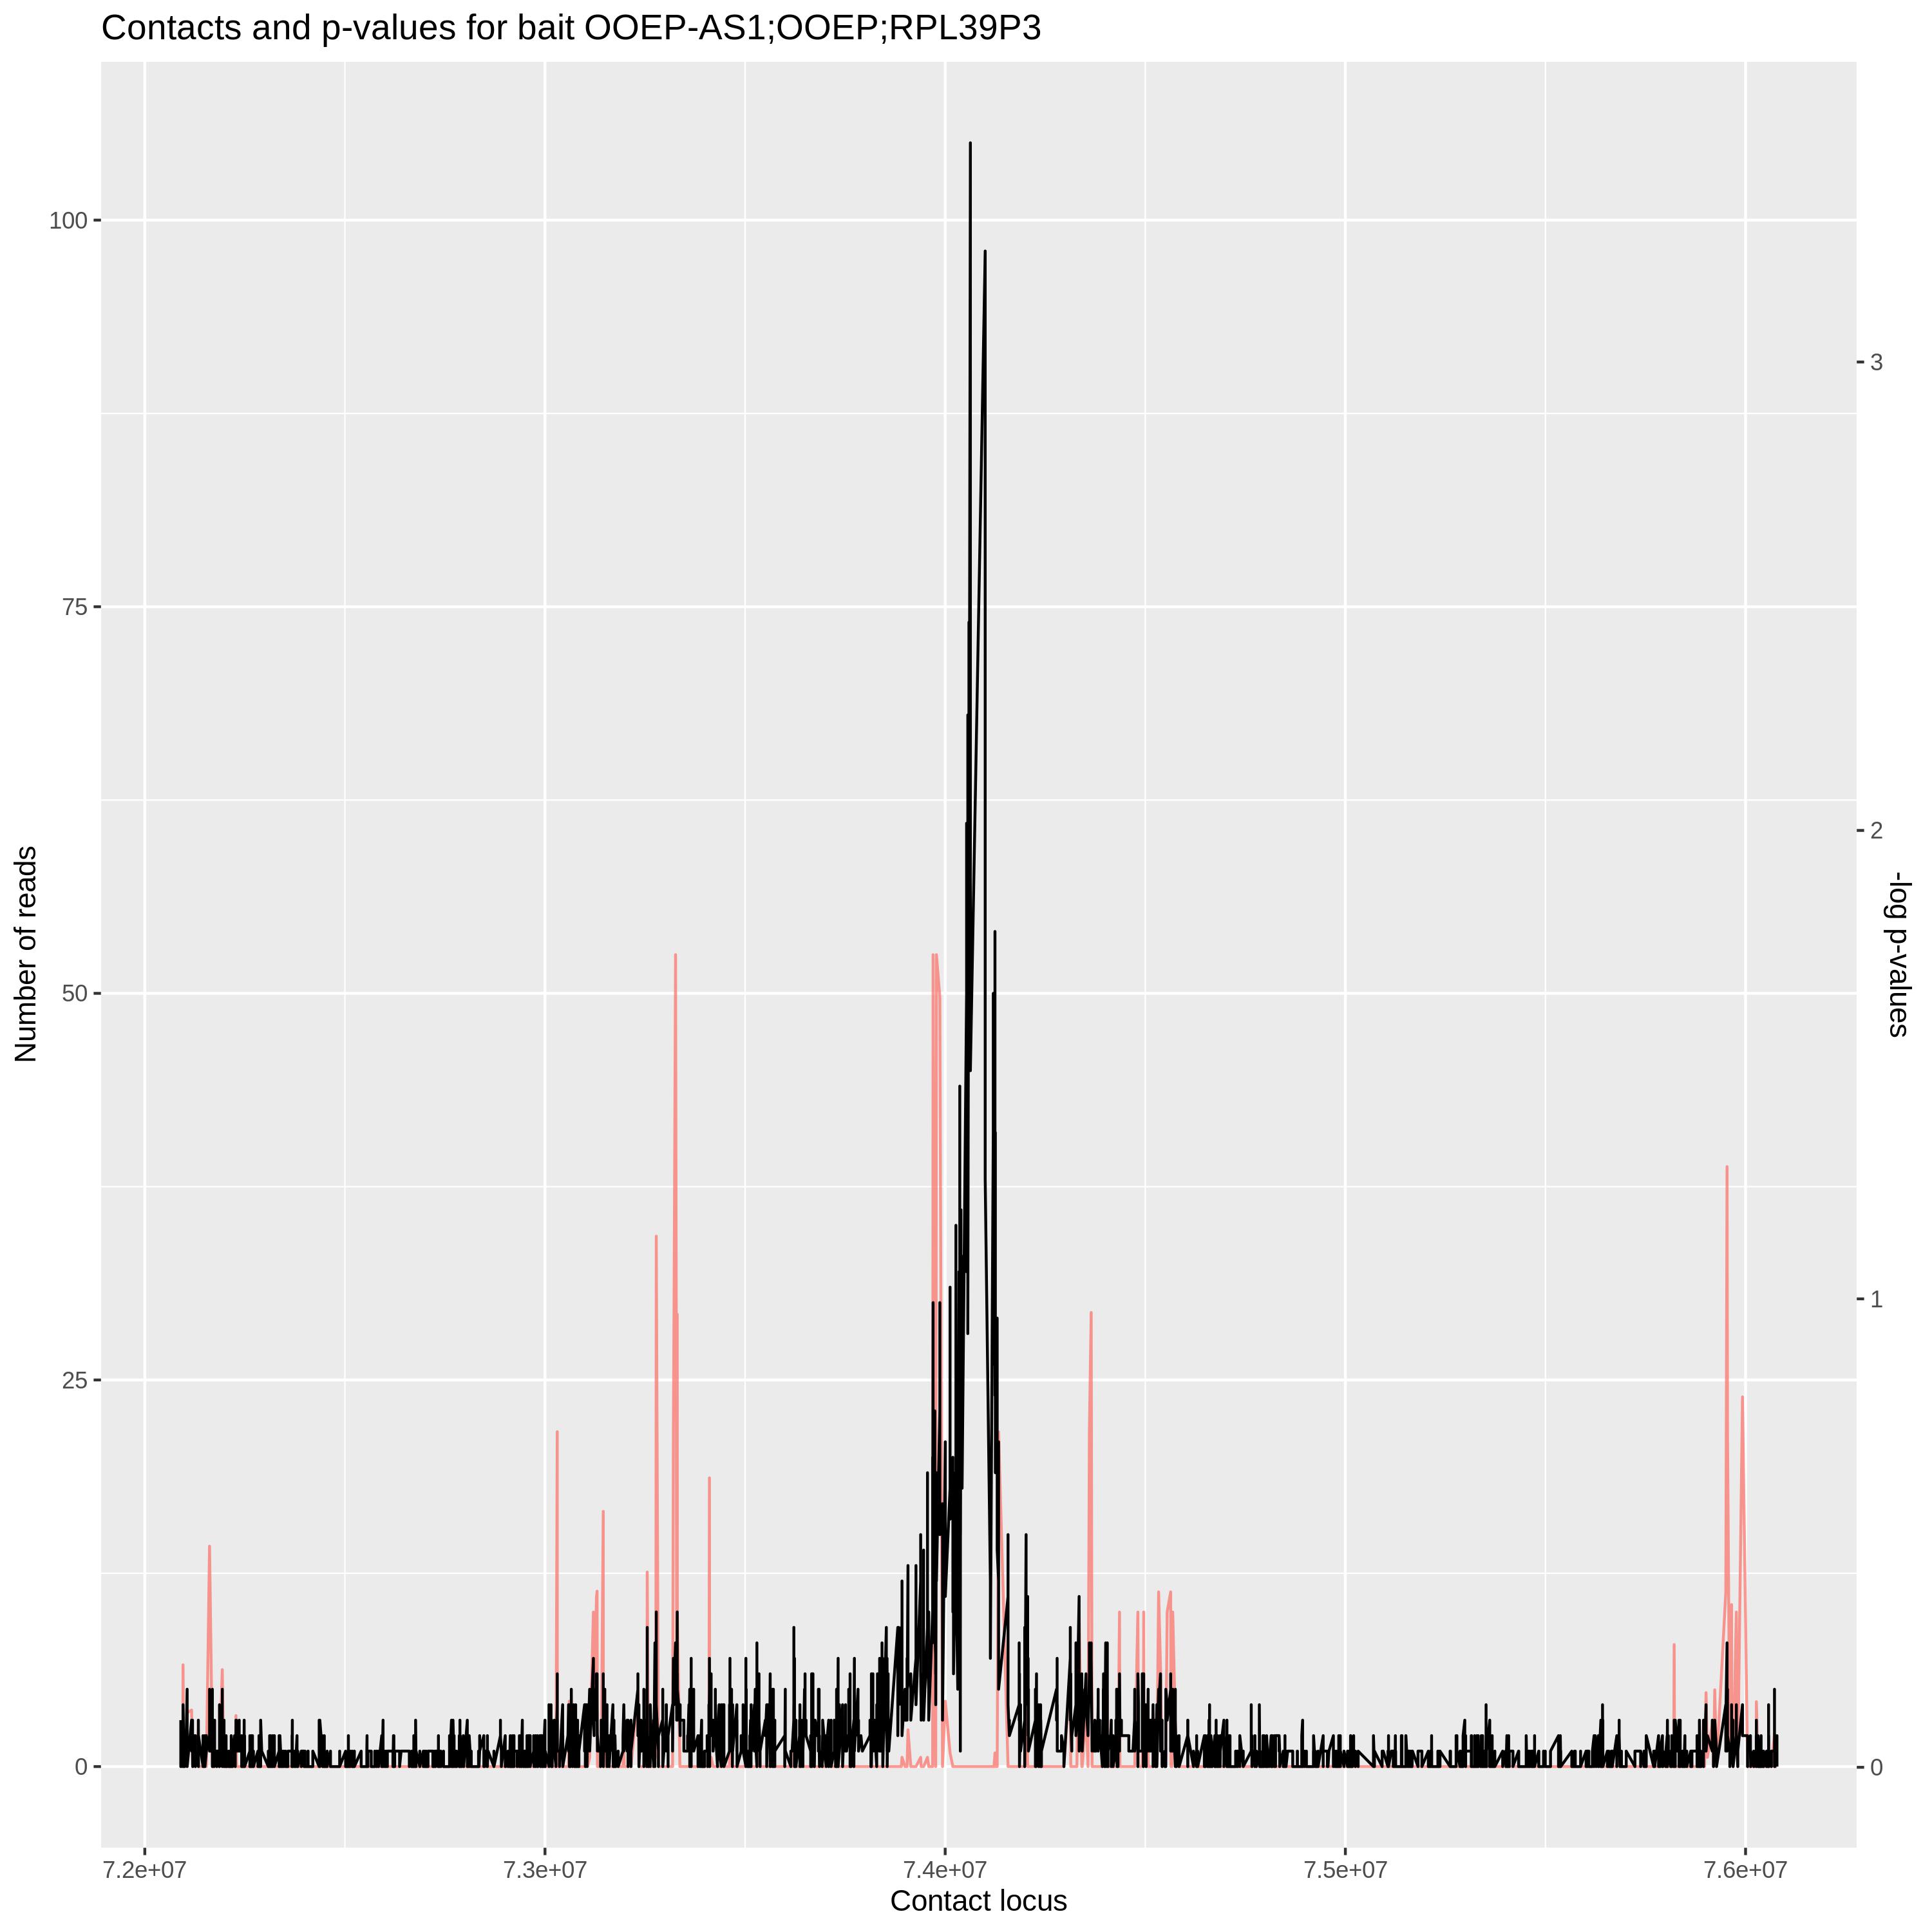 Contacts and p-values for bait OOEP-AS1;OOEP;RPL39P3
100
75
50
25
0
Number of reads
3
2
1
0
-log p-values
7.2e+07
7.3e+07
7.4e+07
7.5e+07
7.6e+07
Contact locus